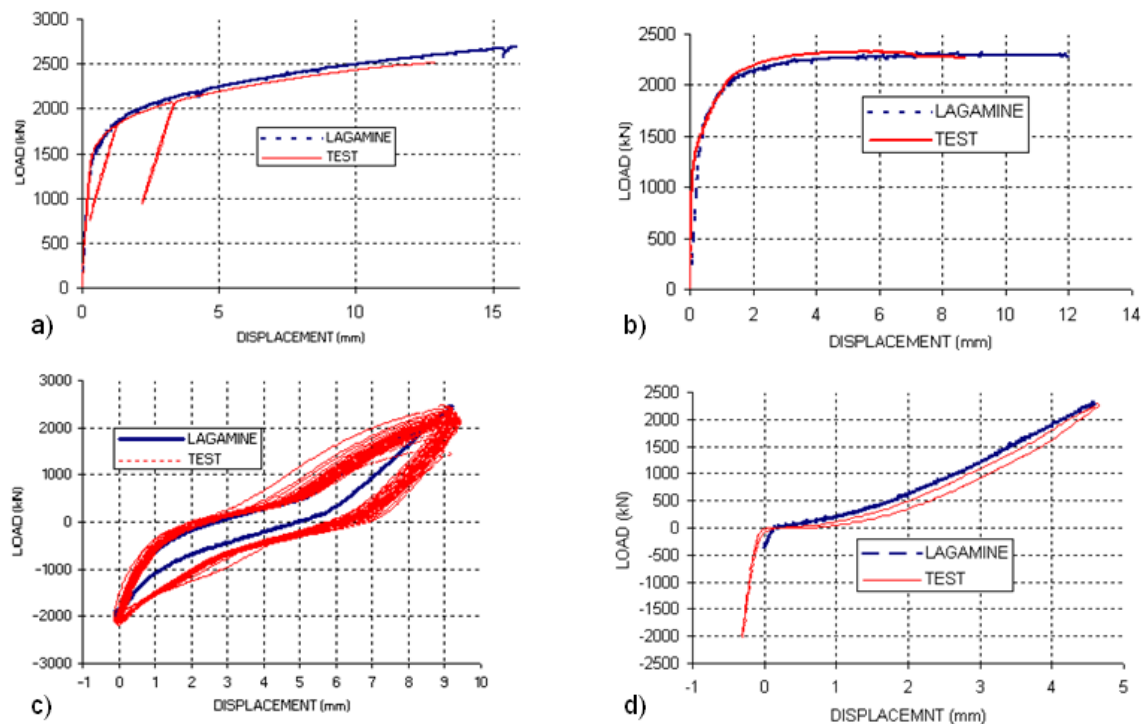 3000
2500
2000
1500
1000
500
0
LOAD (kN)
LAGAMINE
TEST
0 5 10 15
DISPLACEMENT (mm)
a)
2500
2000
1500
1000
500
0
LOAD (kN)
LAGAMINE
TEST
0 2 4 6 8 10 12 14
DISPLACEMENT (mm)
b)
3000
2000
1000
0
-1000
-2000
-3000
LOAD (kN)
LAGAMINE
TEST
-1 0 1 2 3 4 5 6 7 8 9 10
DISPLACEMENT (mm)
c)
2500
2000
1500
1000
500
0
-500
-1000
-1500
-2000
-2500
LOAD (kN)
LAGAMINE
TEST
-1 0 1 2 3 4 5
DISPLACEMNT (mm)
d)